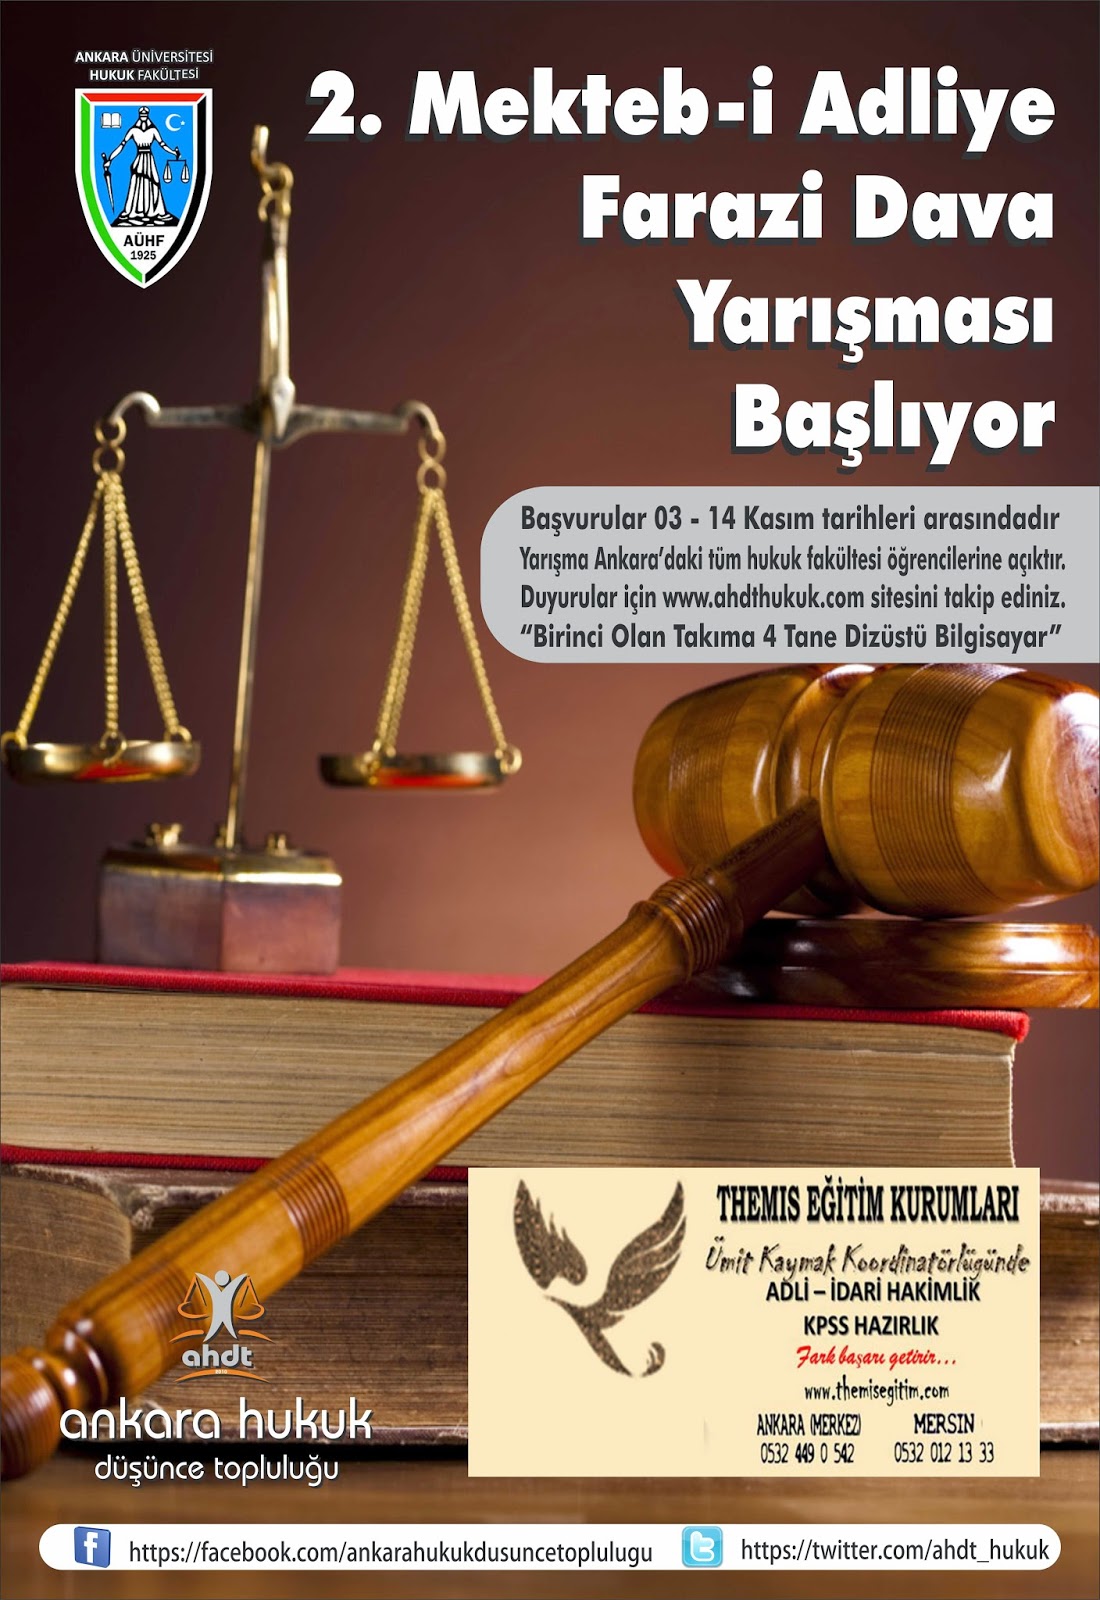 ANKARA ÜNİVERSİTESİ
HUKUK FAKÜLTESİ
AÜHF
1925
2. Mekteb-i Adliye
Farazi Dava
Yarışması
Başlıyor
Başvurular 03 - 14 Kasım tarihleri arasındadır
Yarışma Ankara'daki tüm hukuk fakültesi öğrencilerine açıktır.
Duyurular için www.ahdthukuk.com sitesini takip ediniz.
“Birinci Olan Takıma 4 Tane Dizüstü Bilgisayar”
THEMIS EĞİTİM KURUMLARI
Ümit Kaymak Koordinatörlüğünde
ADLİ – İDARİ HAKİMLİK
KPSS HAZIRLIK
Fark başarı getirir...
www.themisegitim.com
ANKARA (MERKEZ) MERSIN
0532 449 0 542 0532 012 13 33
ahdt
ankara hukuk
düşünce topluluğu
https://facebook.com/ankarahukukdusuncetoplulugu https://twitter.com/ahdt_hukuk